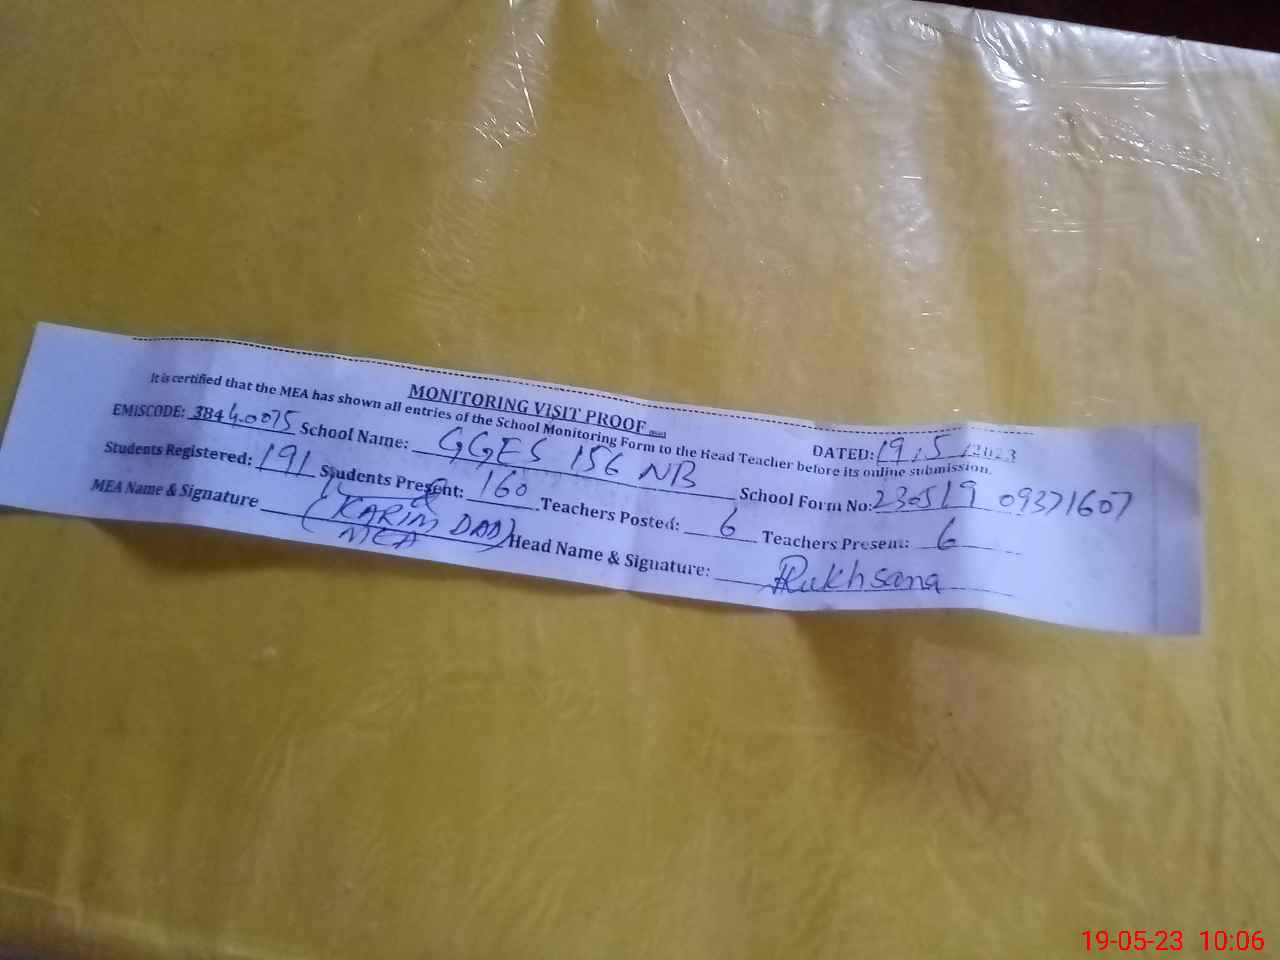 MONITORING VISIT PROOF
DATED: 19/5/2023
It is certified that the MEA has shown all entries of the School Monitoring Form to the Head Teacher before its online submission.
EMISCODE: 38440075 School Name: GGES 156 NB School Form No: 230519 09371607
Students Registered: 191 Students Present: 160 Teachers Posted: 6 Teachers Present: 6
MEA Name & Signature (KARIM DAD) Head Name & Signature: Rukhsana
MEA
19-05-23 10:06